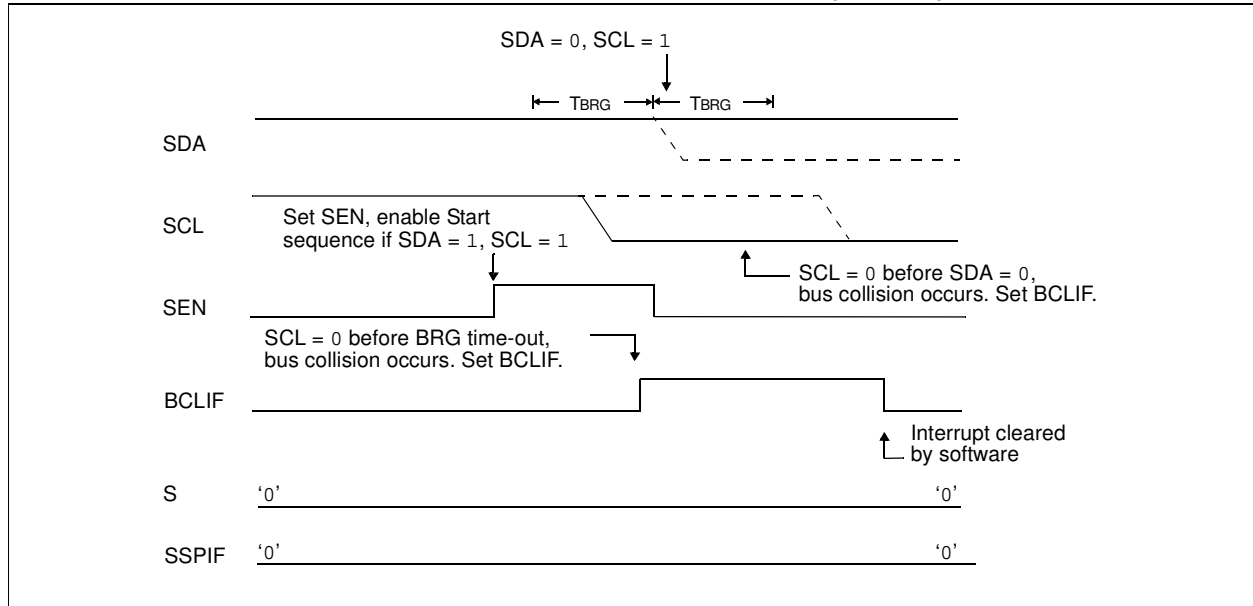 SDA = 0, SCL = 1
TBRG TBRG
SDA
SCL
Set SEN, enable Start
sequence if SDA = 1, SCL = 1
SCL = 0 before SDA = 0,
bus collision occurs. Set BCLIF.
SEN
SCL = 0 before BRG time-out,
bus collision occurs. Set BCLIF.
BCLIF
Interrupt cleared
by software
S ‘0’ ‘0’
SSPIF ‘0’ ‘0’